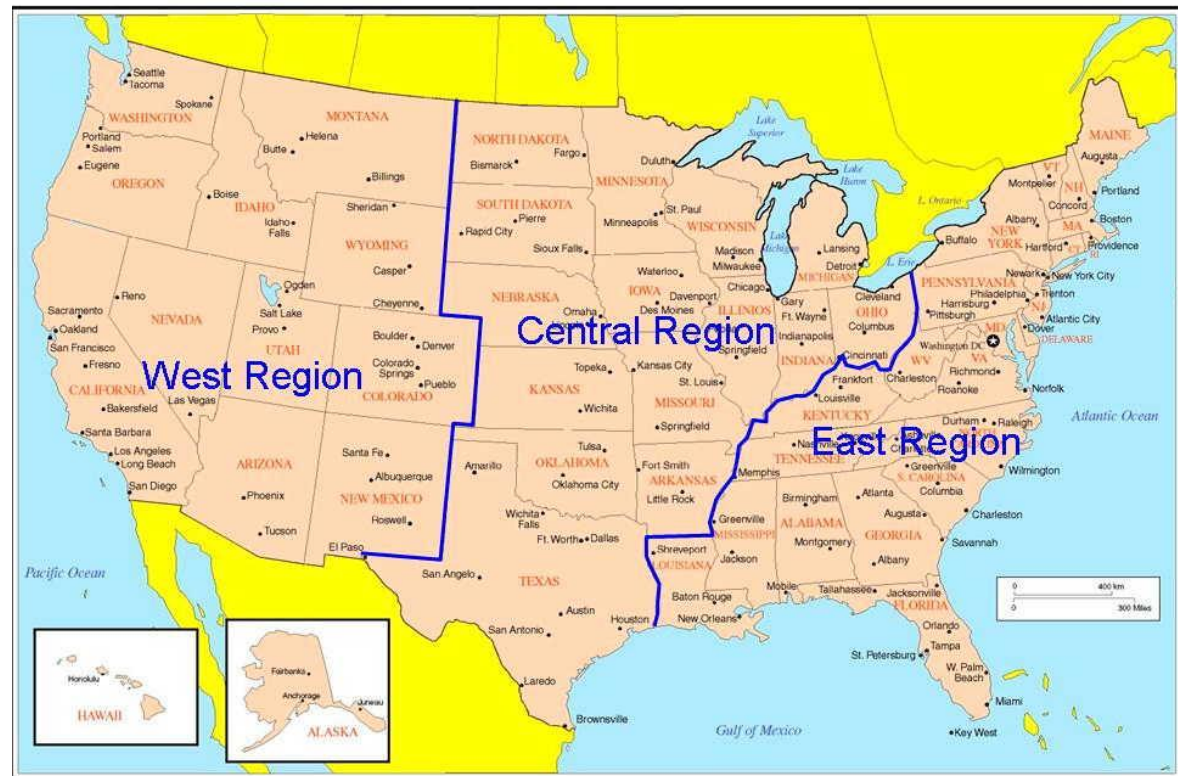 Seattle
Tacoma
Spokane
WASHINGTON
Portland
Salem
Eugene
OREGON
Boise
IDAHO
Idaho
Falls
MONTANA
Helena
Butte
Billings
Sheridan
WYOMING
Casper
Cheyenne
Reno
Sacramento
Oakland
San Francisco
NEVADA
Fresno
CALIFORNIA
Las Vegas
Bakersfield
Santa Barbara
Los Angeles
Long Beach
San Diego
Ogden
Salt Lake
Provo
UTAH
Boulder
Denver
Colorado
Springs
Pueblo
COLORADO
West Region
ARIZONA
Phoenix
Tucson
Santa Fe
Albuquerque
NEW MEXICO
Roswell
El Paso
Pacific Ocean
NORTH DAKOTA
Fargo
Bismarck
SOUTH DAKOTA
Pierre
Rapid City
Sioux Falls
NEBRASKA
Omaha
MINNESOTA
Duluth
Minneapolis
St. Paul
WISCONSIN
Madison
Milwaukee
IOWA
Waterloo
Davenport
Des Moines
Chicago
ILLINIOS
Springfield
Central Region
KANSAS
Topeka
Wichita
Kansas City
St. Louis
MISSOURI
Springfield
OKLAHOMA
Tulsa
Oklahoma City
Fort Smith
ARKANSAS
Little Rock
Amarillo
Wichita
Falls
Ft. Worth
Dallas
San Angelo
TEXAS
Austin
San Antonio
Houston
Laredo
Brownsville
Shreveport
LOUISIANA
Baton Rouge
New Orleans
Lake
Superior
Lake
Michigan
Lake
Huron
L. Ontario
L. Erie
Lansing
Detroit
MICHIGAN
Gary
Ft. Wayne
Indianapolis
INDIANA
Cleveland
OHIO
Columbus
Cincinnati
Frankfort
Louisville
KENTUCKY
Nashville
TENNESSEE
Memphis
East Region
Greenville
MISSISSIPPI
Jackson
Birmingham
ALABAMA
Montgomery
Mobile
Atlanta
Augusta
GEORGIA
Albany
Savannah
Tallahassee
Jacksonville
FLORIDA
Orlando
Tampa
St. Petersburg
W. Palm
Beach
Miami
Key West
MAINE
Augusta
VT
Montpelier
NH
Concord
Portland
Boston
MA
Albany
NEW
YORK
Buffalo
Hartford
CT
RI
Providence
PENNSYLVANIA
Newark
New York City
Philadelphia
Trenton
Harrisburg
Pittsburgh
NJ
Atlantic City
MD
Dover
DELAWARE
Washington DC
WV
VA
Charleston
Richmond
Roanoke
Norfolk
Durham
Raleigh
NORTH
Greenville
Wilmington
S. CAROLINA
Columbia
Charleston
Atlantic Ocean
0
400 km
0
300 Miles
Gulf of Mexico
Honolulu
HAWAII
Fairbanks
Anchorage
Juneau
ALASKA